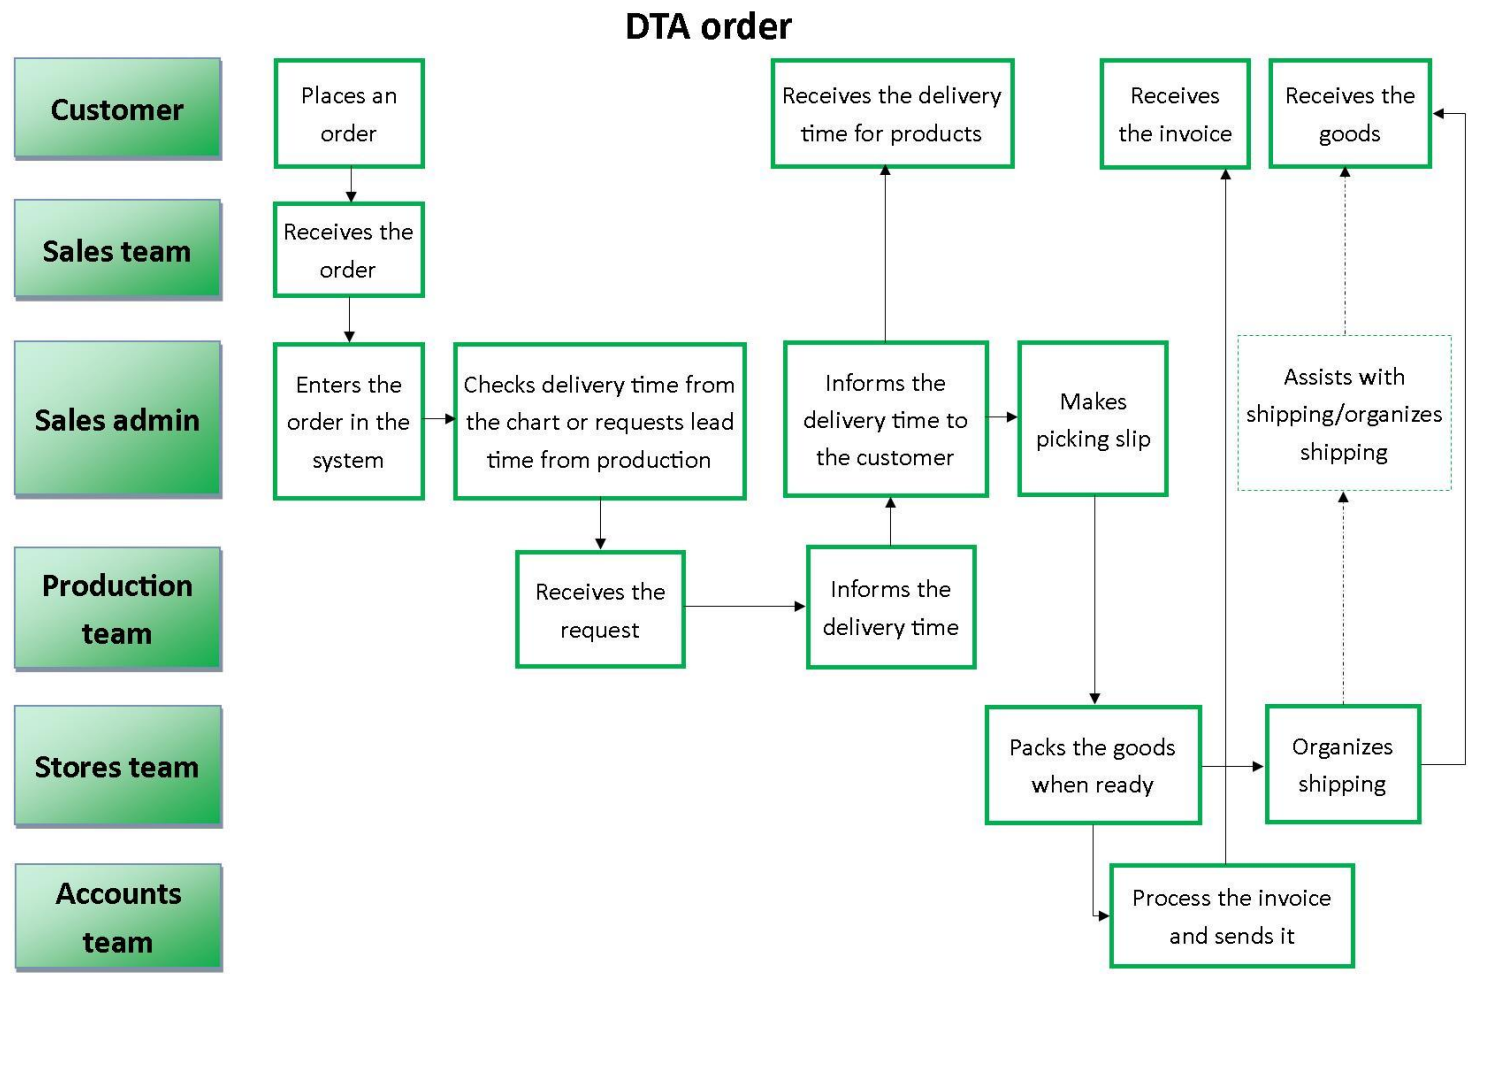 DTA order
Customer
Places an
order
Receives the delivery
time for products
Receives
the invoice
Receives the
goods
Sales team
Receives the
order
Sales admin
Enters the
order in the
system
Checks delivery time from
the chart or requests lead
time from production
Informs the
delivery time to
the customer
Makes
picking slip
Assists with
shipping/organizes
shipping
Production
team
Receives the
request
Informs the
delivery time
Stores team
Packs the goods
when ready
Organizes
shipping
Accounts
team
Process the invoice
and sends it